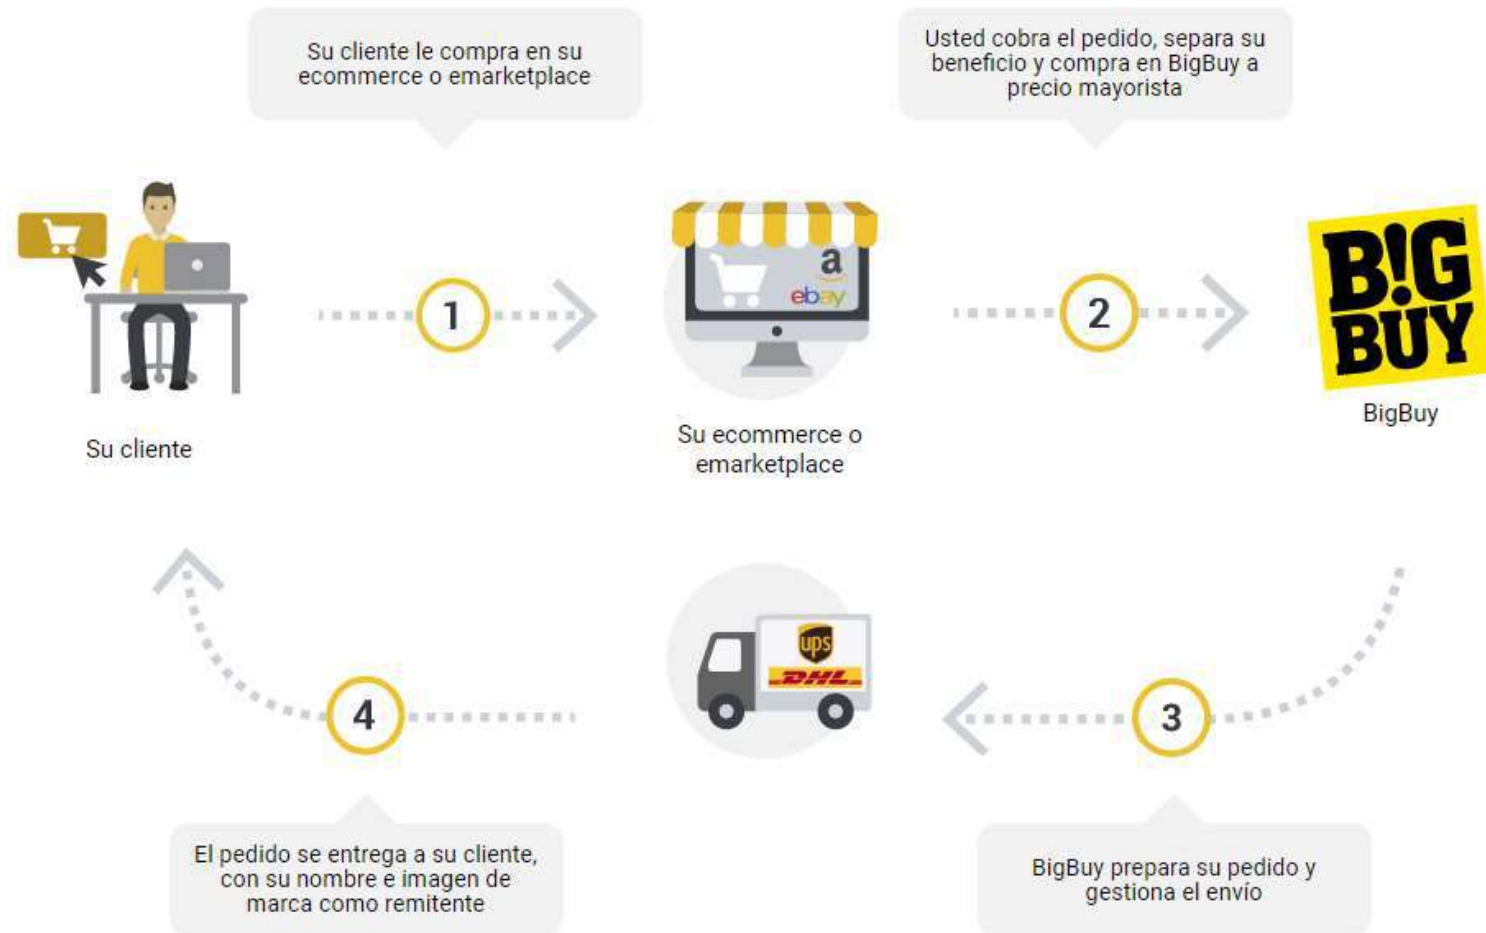 Su cliente le compra en su
ecommerce o emarketplace
Usted cobra el pedido, separa su
beneficio y compra en BigBuy a
precio mayorista
1
a
ebay
2
B!G
BUY
Su cliente
Su ecommerce o
emarketplace
BigBuy
ups
DHL
4
3
El pedido se entrega a su cliente,
con su nombre e imagen de
marca como remitente
BigBuy prepara su pedido y
gestiona el envío